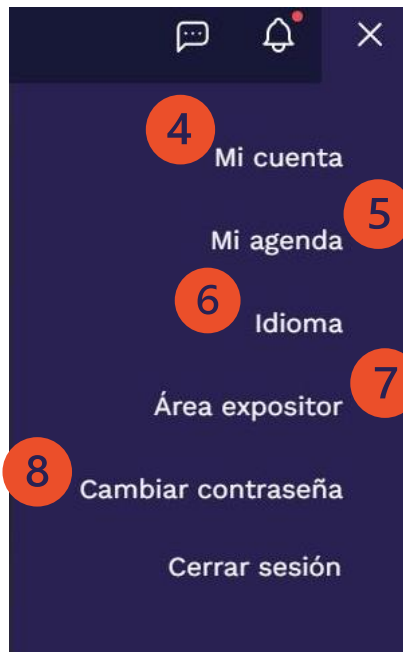 4
Mi cuenta
5
Mi agenda
6
Idioma
7
Área expositor
8
Cambiar contraseña
Cerrar sesión